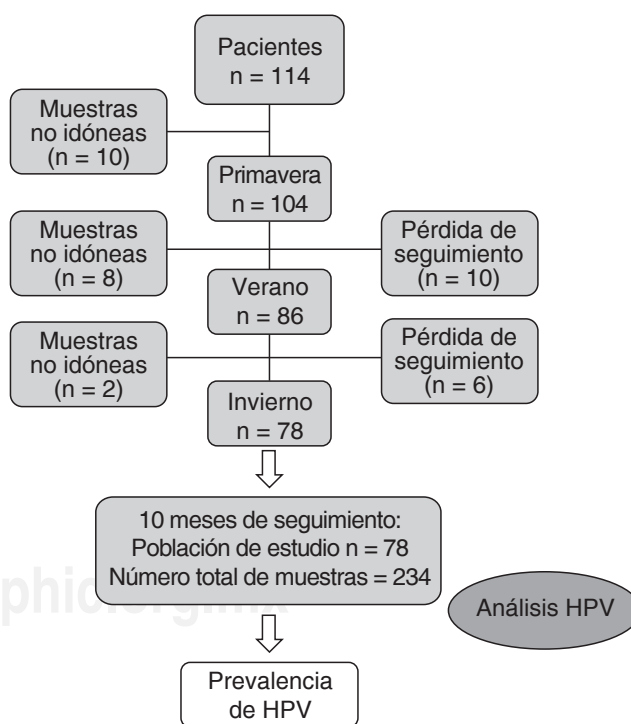 Pacientes
n = 114
Muestras
no idóneas
(n = 10)
Primavera
n = 104
Muestras
no idóneas
(n = 8)
Pérdida de
seguimiento
(n = 10)
Verano
n = 86
Muestras
no idóneas
(n = 2)
Pérdida de
seguimiento
(n = 6)
Invierno
n = 78
10 meses de seguimiento:
Población de estudio n = 78
Número total de muestras = 234
Análisis HPV
Prevalencia
de HPV